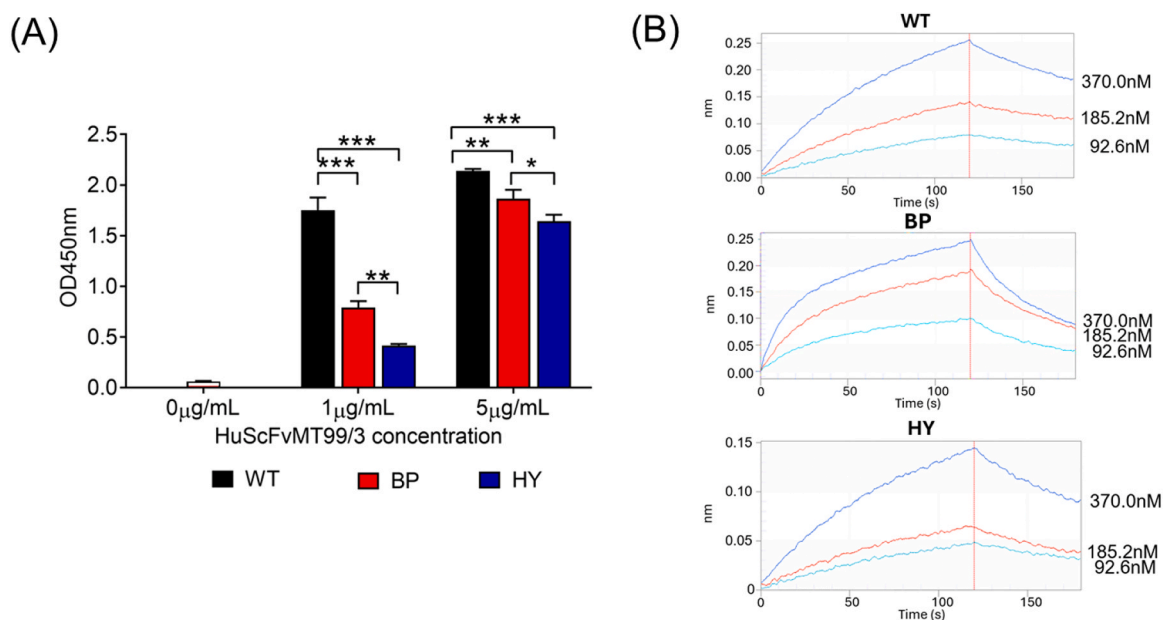 (A)
OD450nm
2.5
2.0
1.5
1.0
0.5
0.0
***
***
**
***
**
*
0μg/mL
1μg/mL
5μg/mL
HuScFvMT99/3 concentration
WT
BP
HY
(B)
WT
nm
0.25
0.20
0.15
0.10
0.05
0.00
370.0nM
185.2nM
92.6nM
0
50
100
150
Time (s)
BP
nm
0.25
0.20
0.15
0.10
0.05
0.00
370.0nM
185.2nM
92.6nM
0
50
100
150
Time (s)
HY
nm
0.15
0.10
0.05
0
370.0nM
185.2nM
92.6nM
0
50
100
150
Time (s)